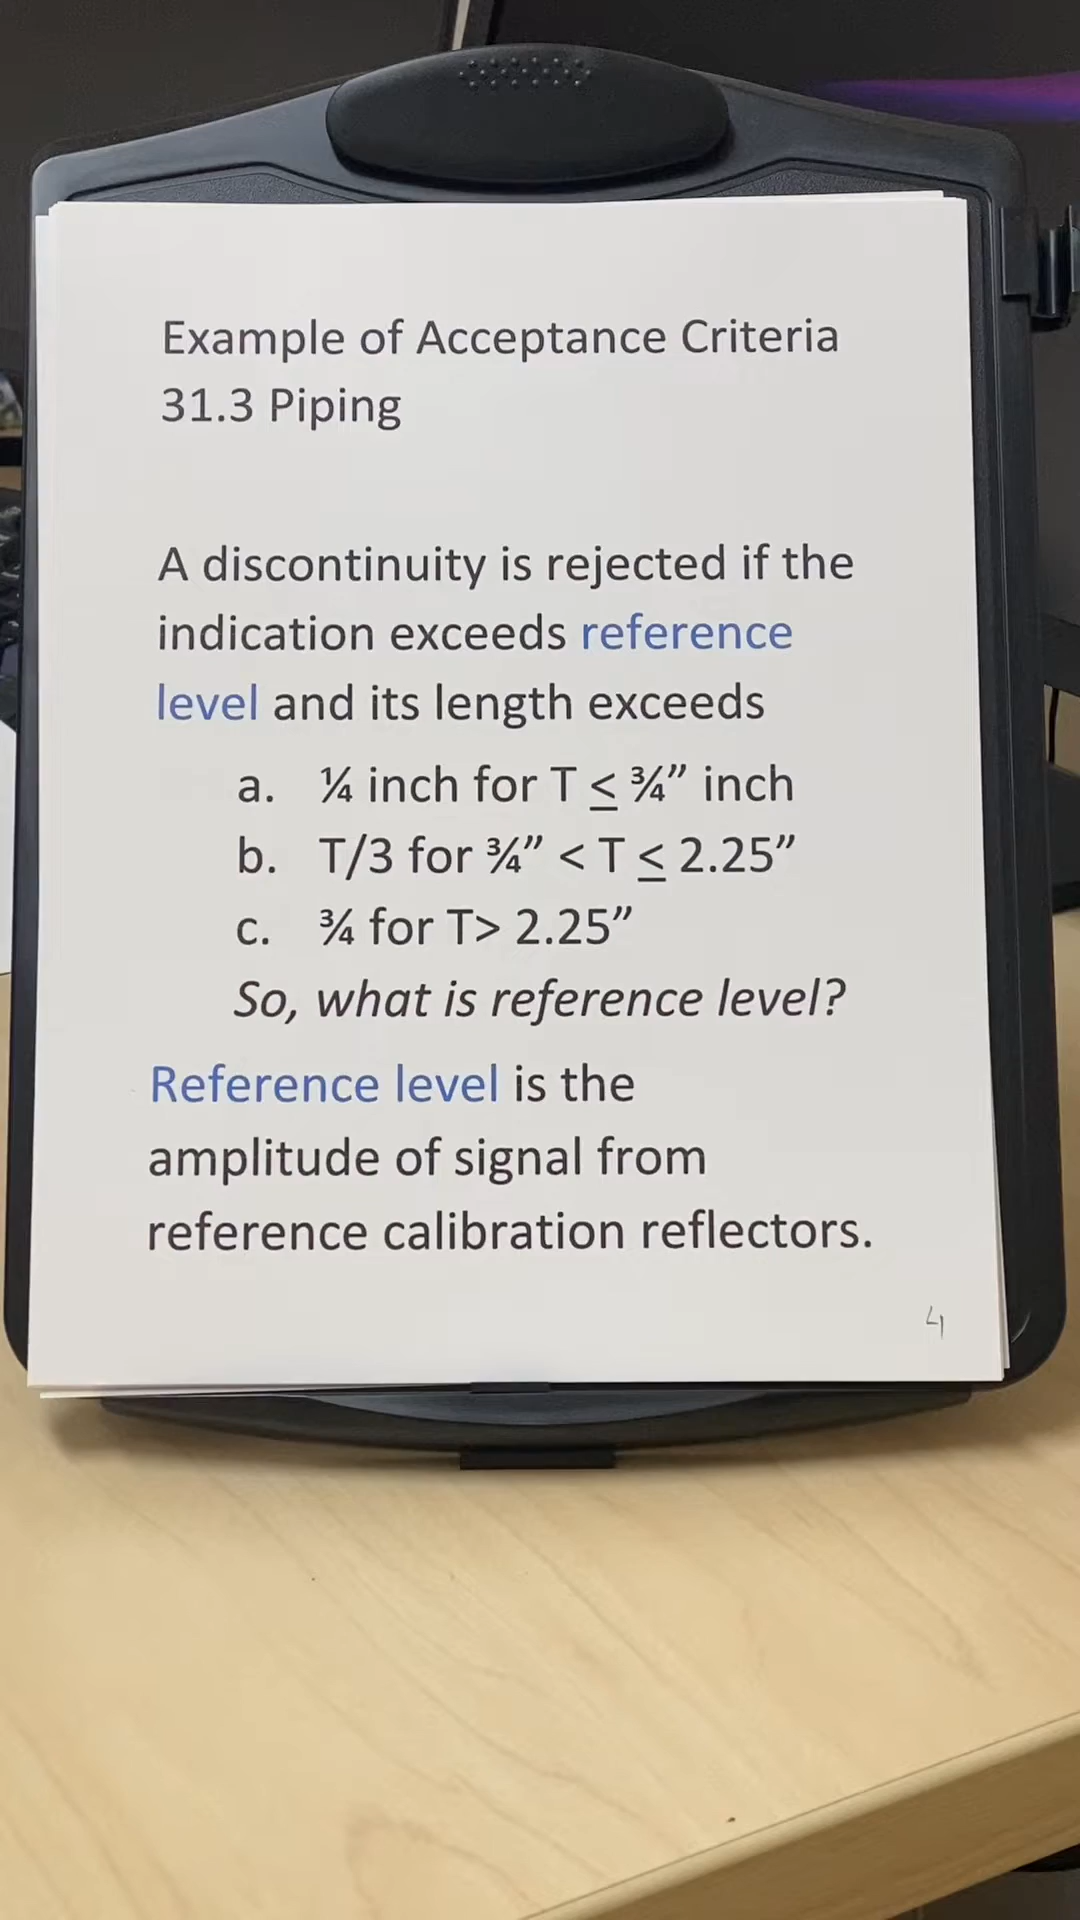 Example of Acceptance Criteria
31.3 Piping
A discontinuity is rejected if the
indication exceeds reference
level and its length exceeds
a. ¼ inch for T ≤ ¾” inch
b. T/3 for ¾” < T ≤ 2.25”
c. ¾ for T> 2.25”
So, what is reference level?
Reference level is the
amplitude of signal from
reference calibration reflectors.
4